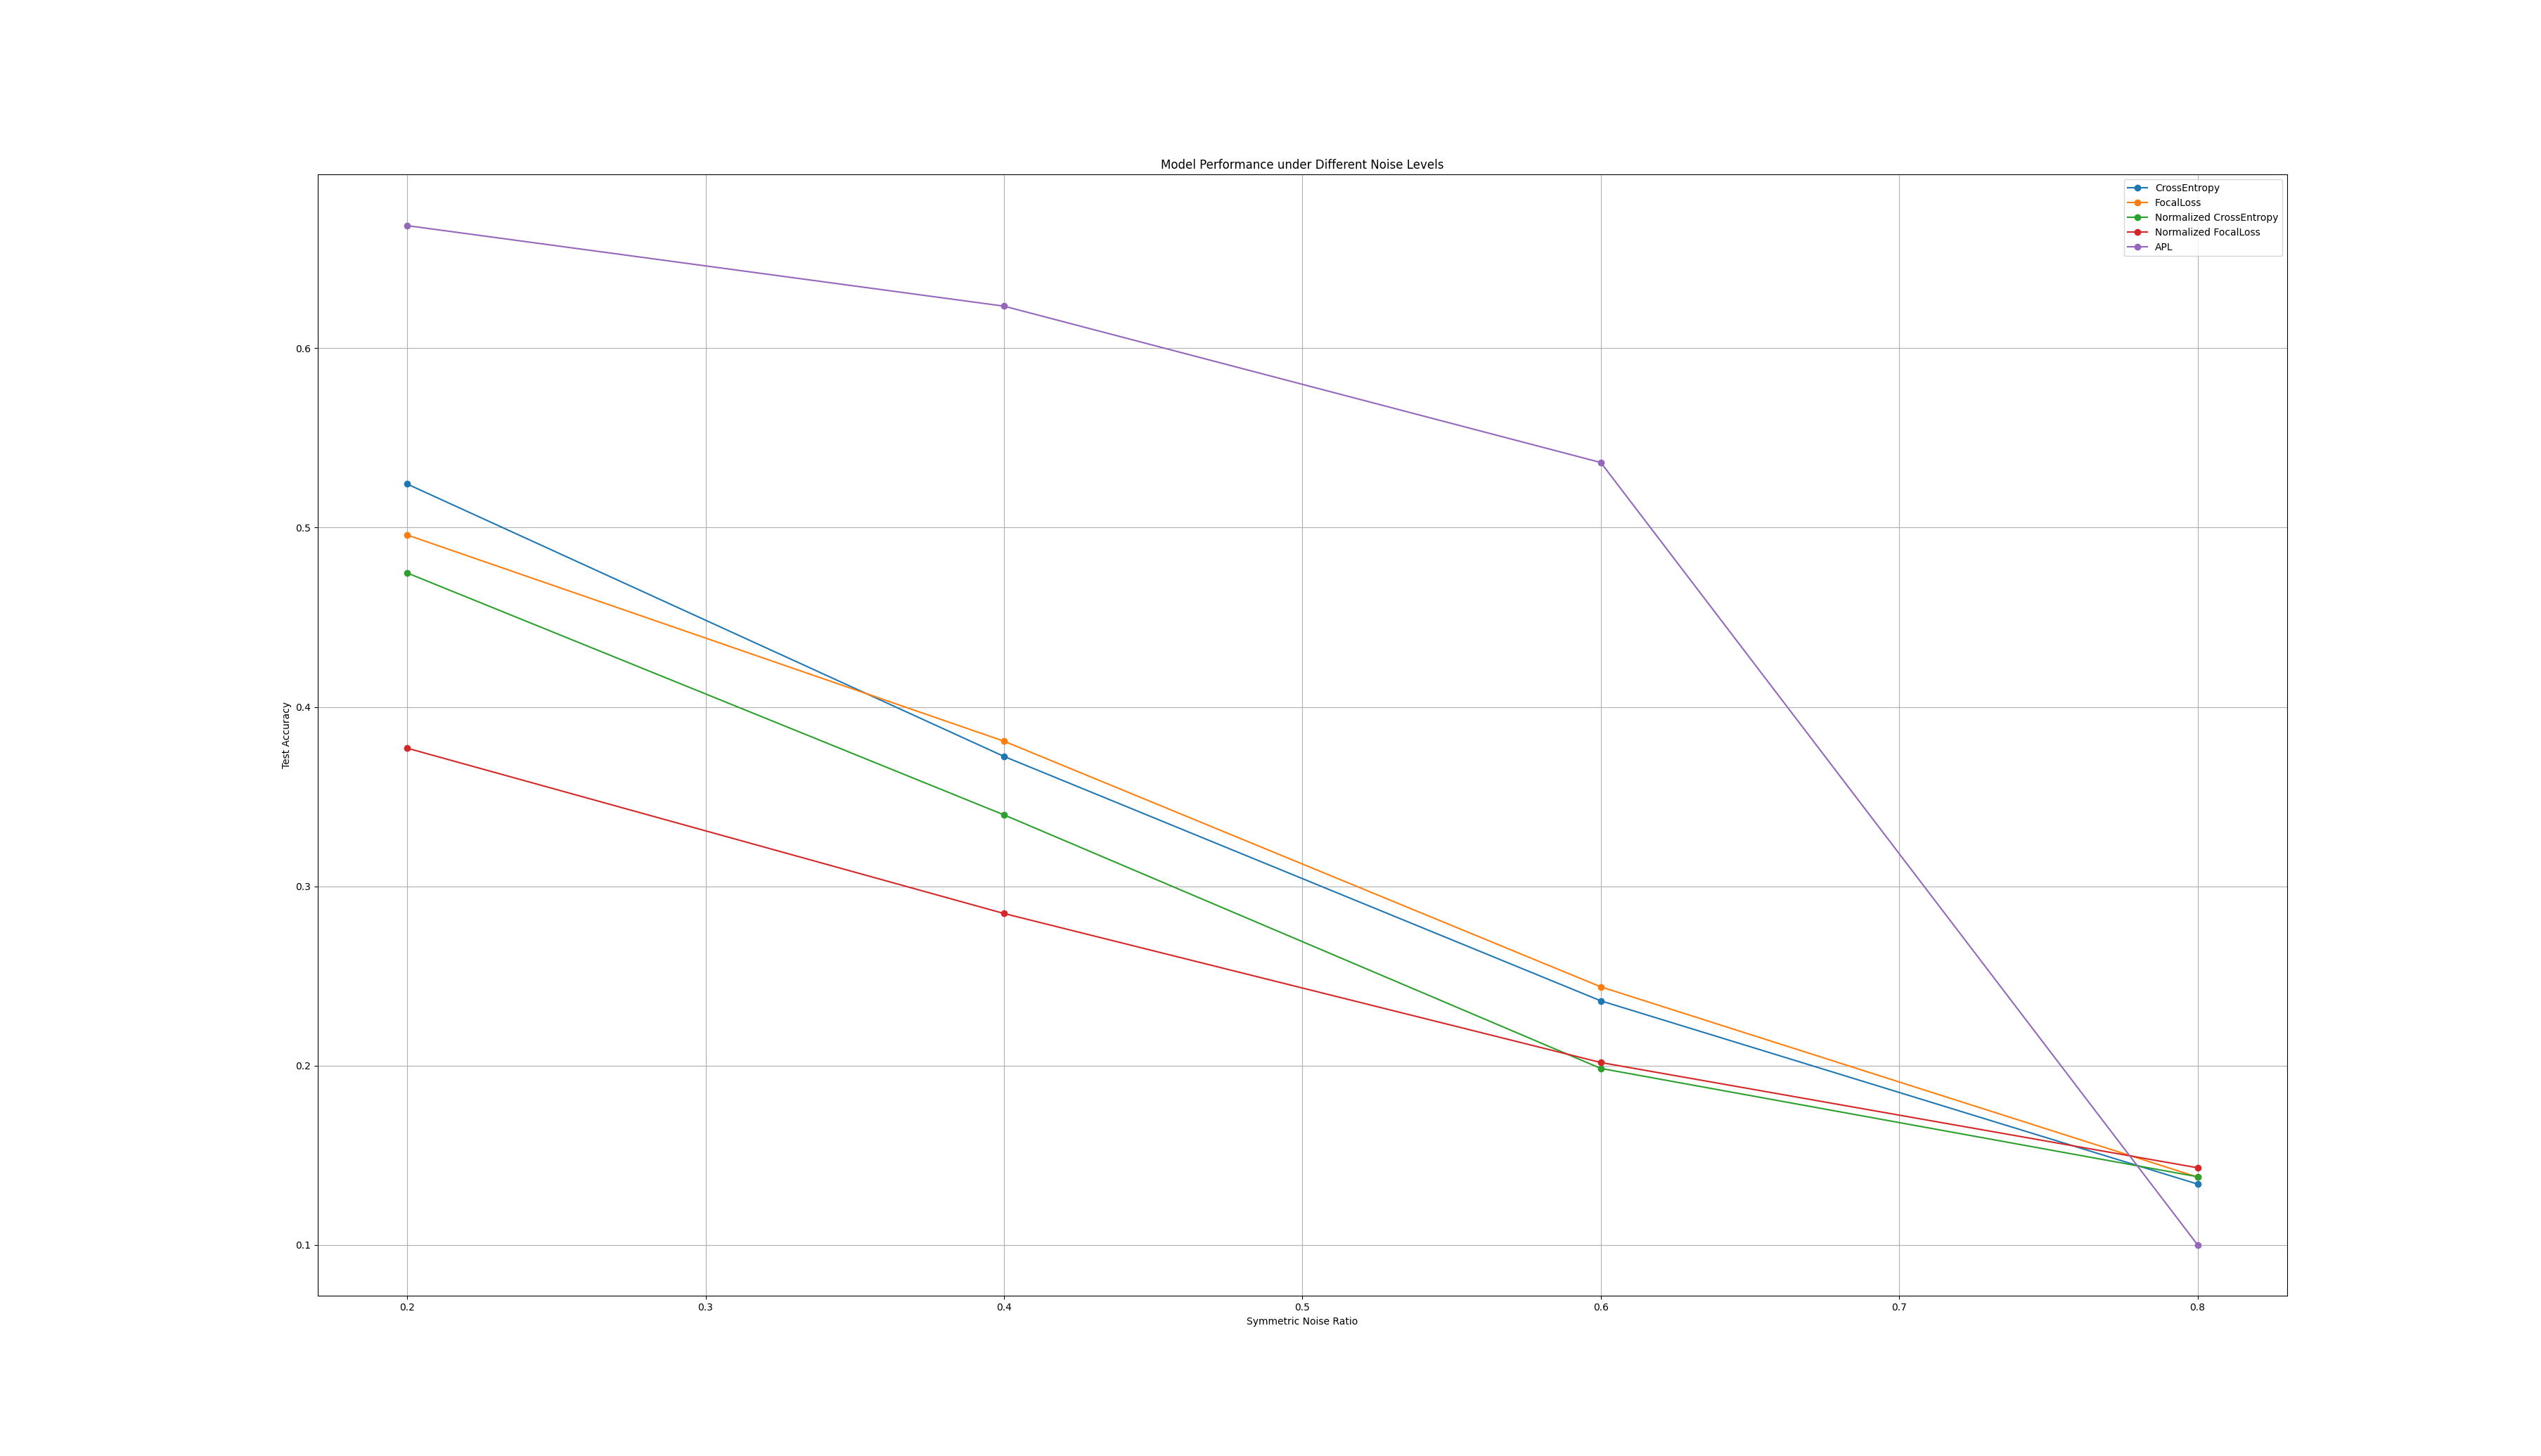 Model Performance under Different Noise Levels
CrossEntropy
FocalLoss
Normalized CrossEntropy
Normalized FocalLoss
APL
Test Accuracy
0.6
0.5
0.4
0.3
0.2
0.1
0.2 0.3 0.4 0.5 0.6 0.7 0.8
Symmetric Noise Ratio